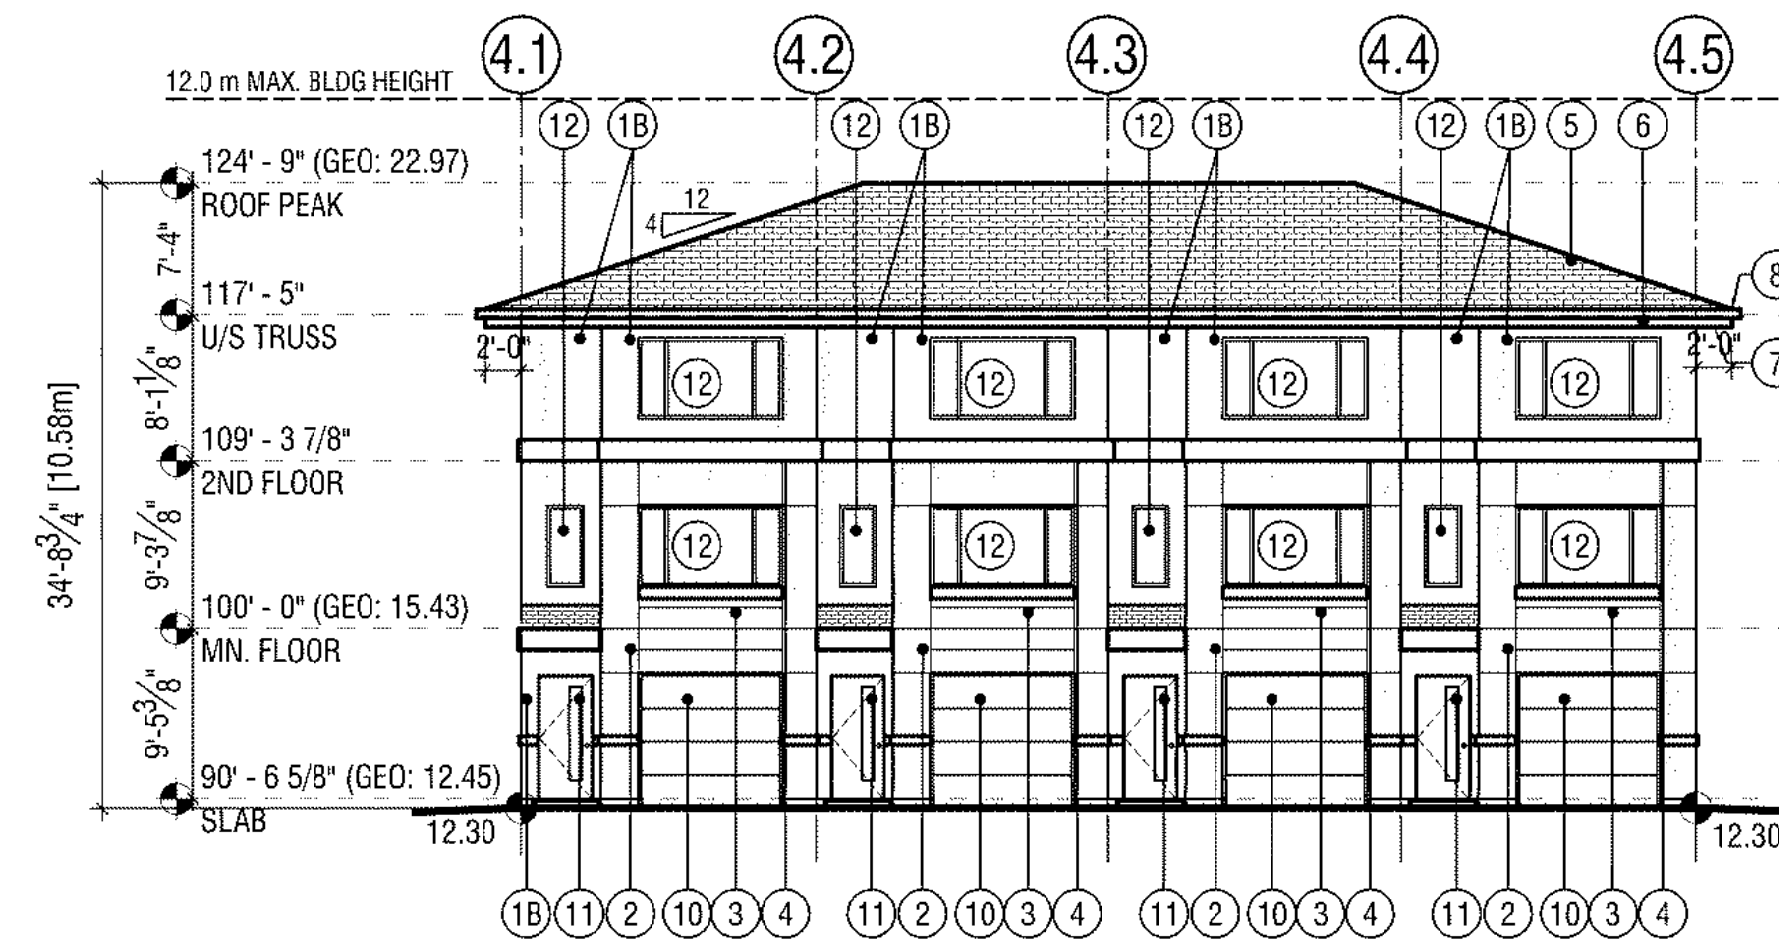 4.1 4.2 4.3 4.4 4.5
12.0 m MAX. BLDG HEIGHT
12 1B 12 1B 12 1B 12 1B 5 6
124' - 9" (GEO: 22.97)
ROOF PEAK
12
4
7'-4"
117' - 5"
U/S TRUSS
8
2'-0" 2'-0"
7
8'-1 1/8"
12 12 12 12
109' - 3 7/8"
2ND FLOOR
34'-8 3/4" [10.58m]
9'-3 7/8"
12 12 12 12
100' - 0" (GEO: 15.43)
MN. FLOOR
9'-5 3/8"
90' - 6 5/8" (GEO: 12.45)
SLAB
12.30 12.30
1B 11 2 10 3 4 11 2 10 3 4 11 2 10 3 4 11 2 10 3 4